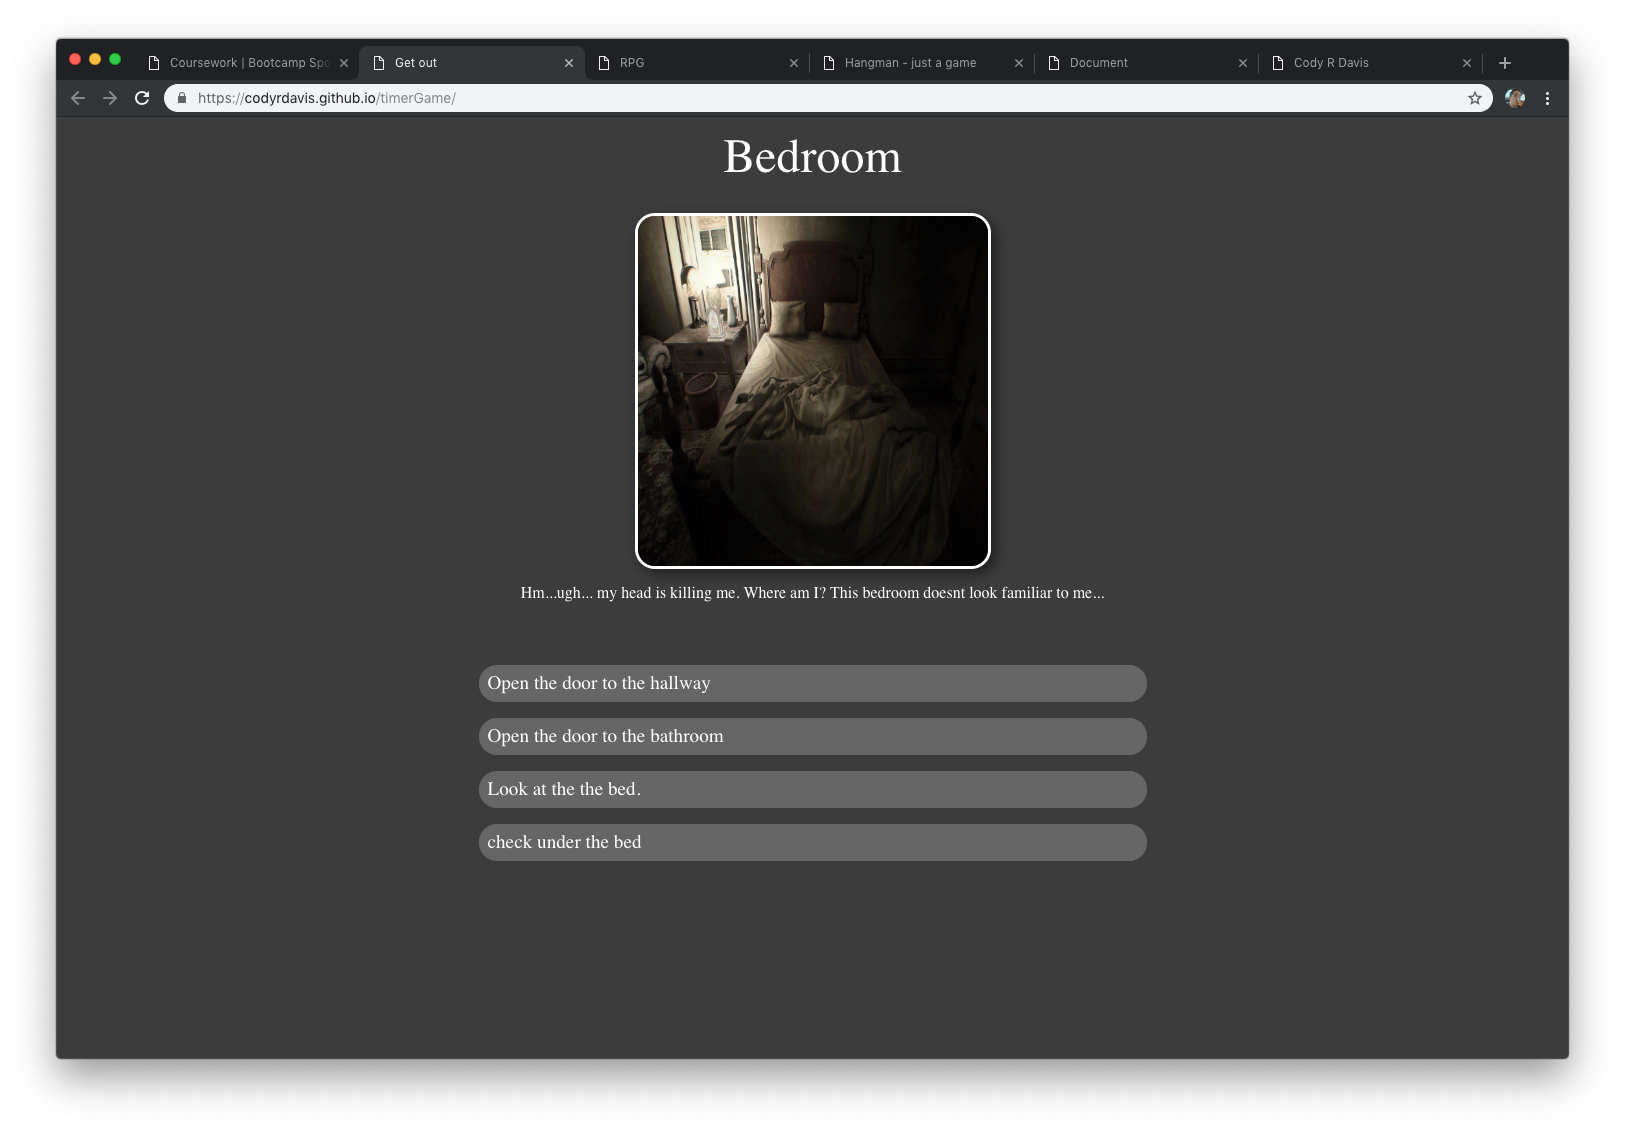 Coursework | Bootcamp Spo
Get out
RPG
Hangman - just a game
Document
Cody R Davis
https://codyrdavis.github.io/timerGame/
Bedroom
Hm...ugh... my head is killing me. Where am I? This bedroom doesnt look familiar to me...
Open the door to the hallway
Open the door to the bathroom
Look at the the bed.
check under the bed